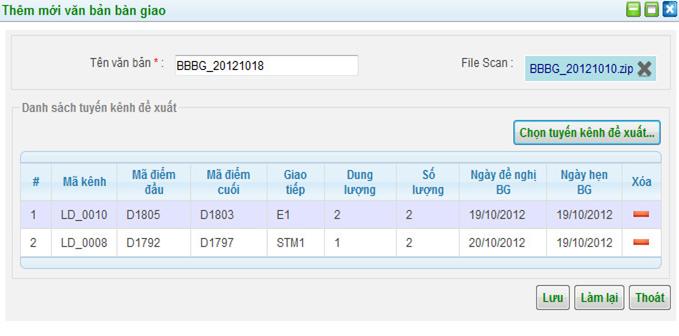 Thêm mới văn bản bàn giao
Tên văn bản * : BBBG_20121018 File Scan : BBBG_20121010.zip
Danh sách tuyến kênh đề xuất
Chọn tuyến kênh đề xuất...
# Mã kênh Mã điểm đầu Mã điểm cuối Giao tiếp Dung lượng Số lượng Ngày đề nghị BG Ngày hẹn BG Xóa
1 LD_0010 D1805 D1803 E1 2 2 19/10/2012 19/10/2012
2 LD_0008 D1792 D1797 STM1 1 2 20/10/2012 19/10/2012
Lưu Làm lại Thoát